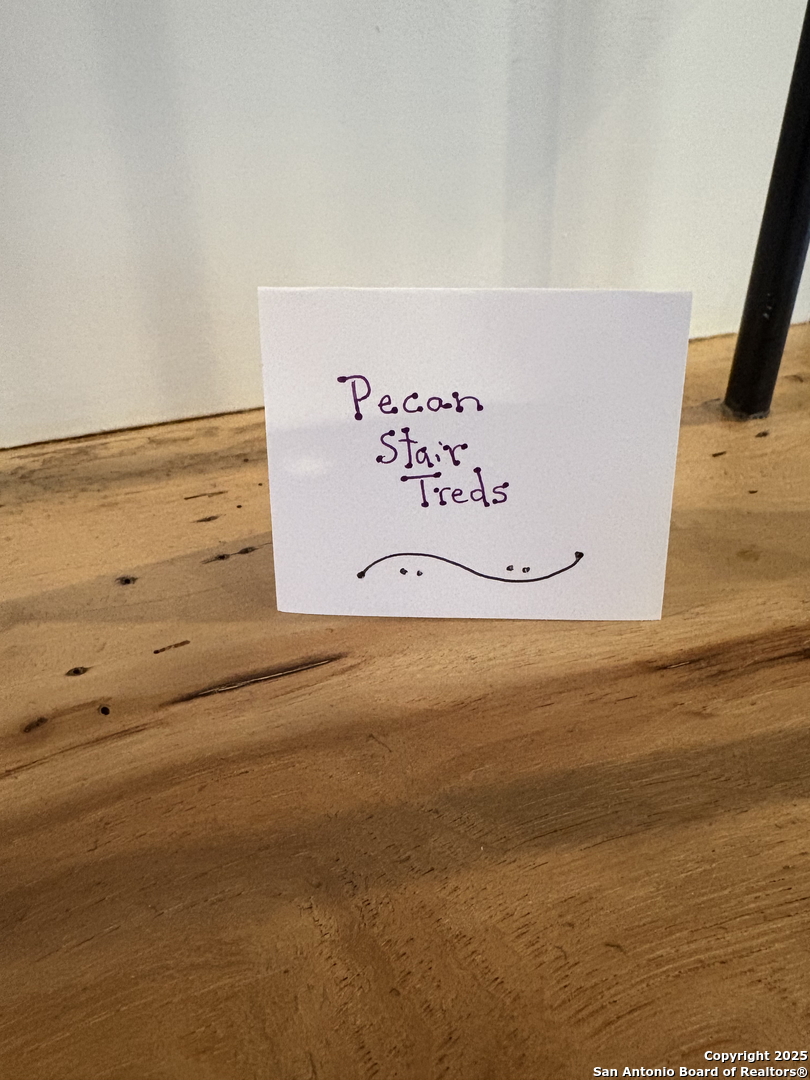 Pecan
Stair
Treds
Copyright 2025
San Antonio Board of Realtors®